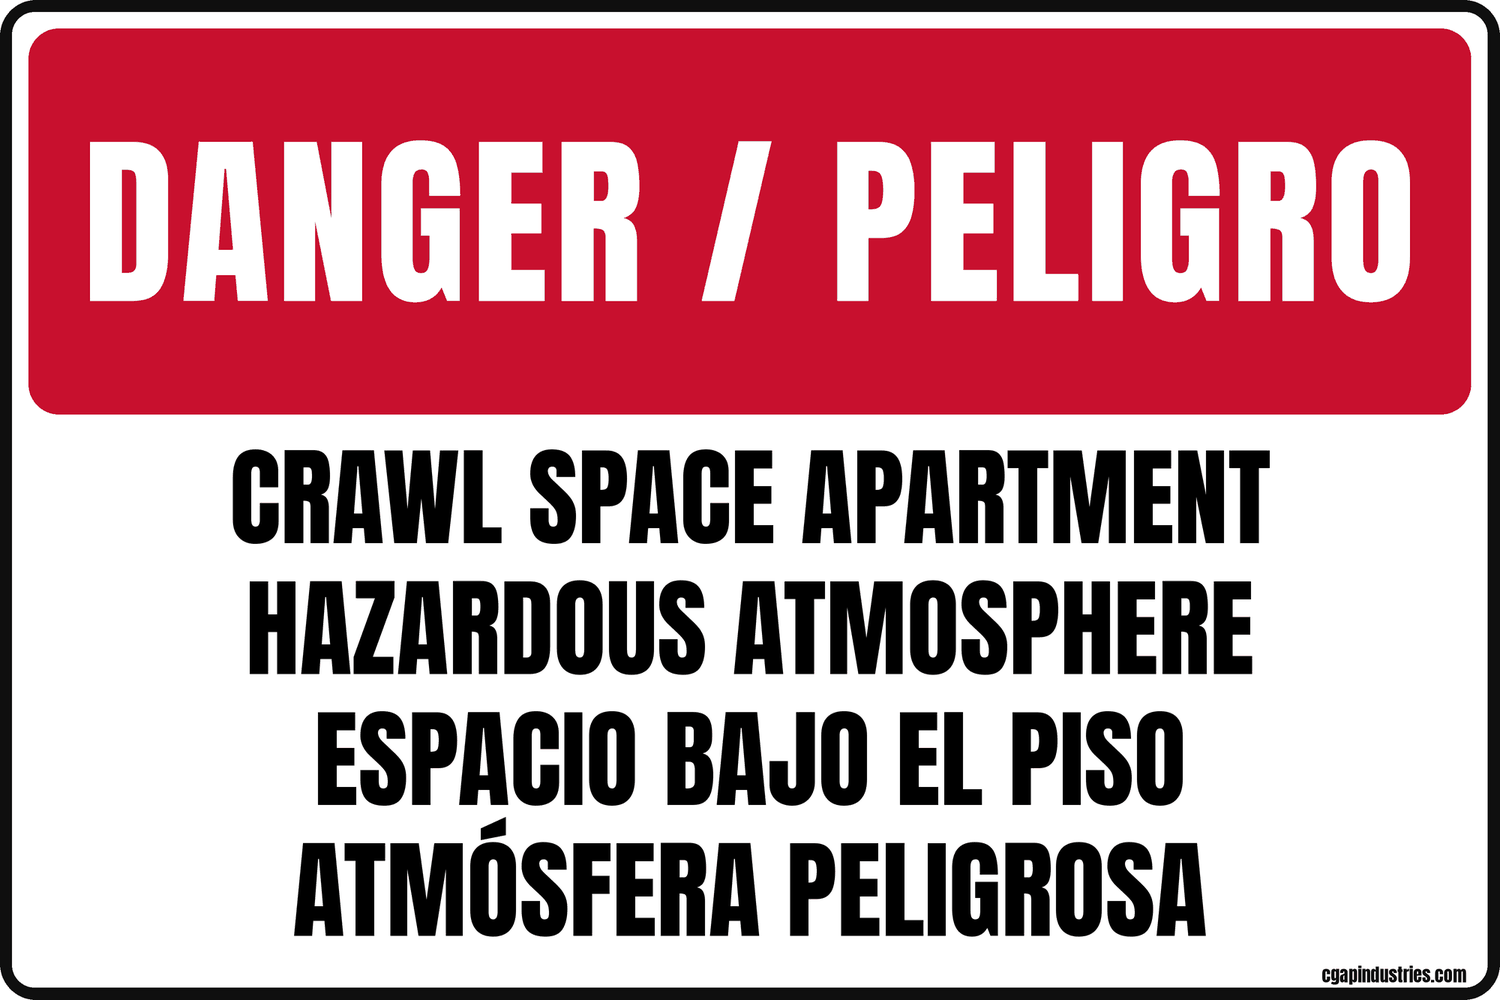 DANGER / PELIGRO
CRAWL SPACE APARTMENT
HAZARDOUS ATMOSPHERE
ESPACIO BAJO EL PISO
ATMÓSFERA PELIGROSA
cgapindustries.com